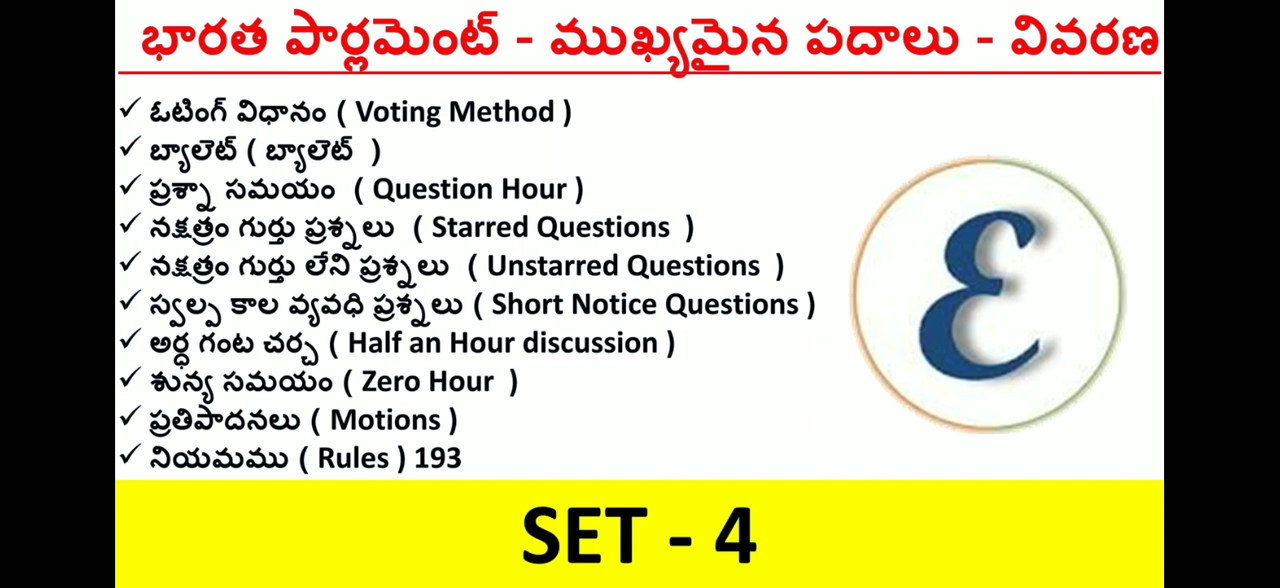 భారత పార్లమెంట్ - ముఖ్యమైన పదాలు - వివరణ
✓ ఓటింగ్ విధానం ( Voting Method )
✓ బ్యాలెట్ ( బ్యాలెట్ )
✓ ప్రశ్నా సమయం ( Question Hour )
✓ నక్షత్రం గుర్తు ప్రశ్నలు ( Starred Questions )
✓ నక్షత్రం గుర్తు లేని ప్రశ్నలు ( Unstarred Questions )
✓ స్వల్ప కాల వ్యవధి ప్రశ్నలు ( Short Notice Questions )
✓ అర్ధ గంట చర్చ ( Half an Hour discussion )
✓ శున్య సమయం ( Zero Hour )
✓ ప్రతిపాదనలు ( Motions )
✓ నియమము ( Rules ) 193
ε
SET - 4